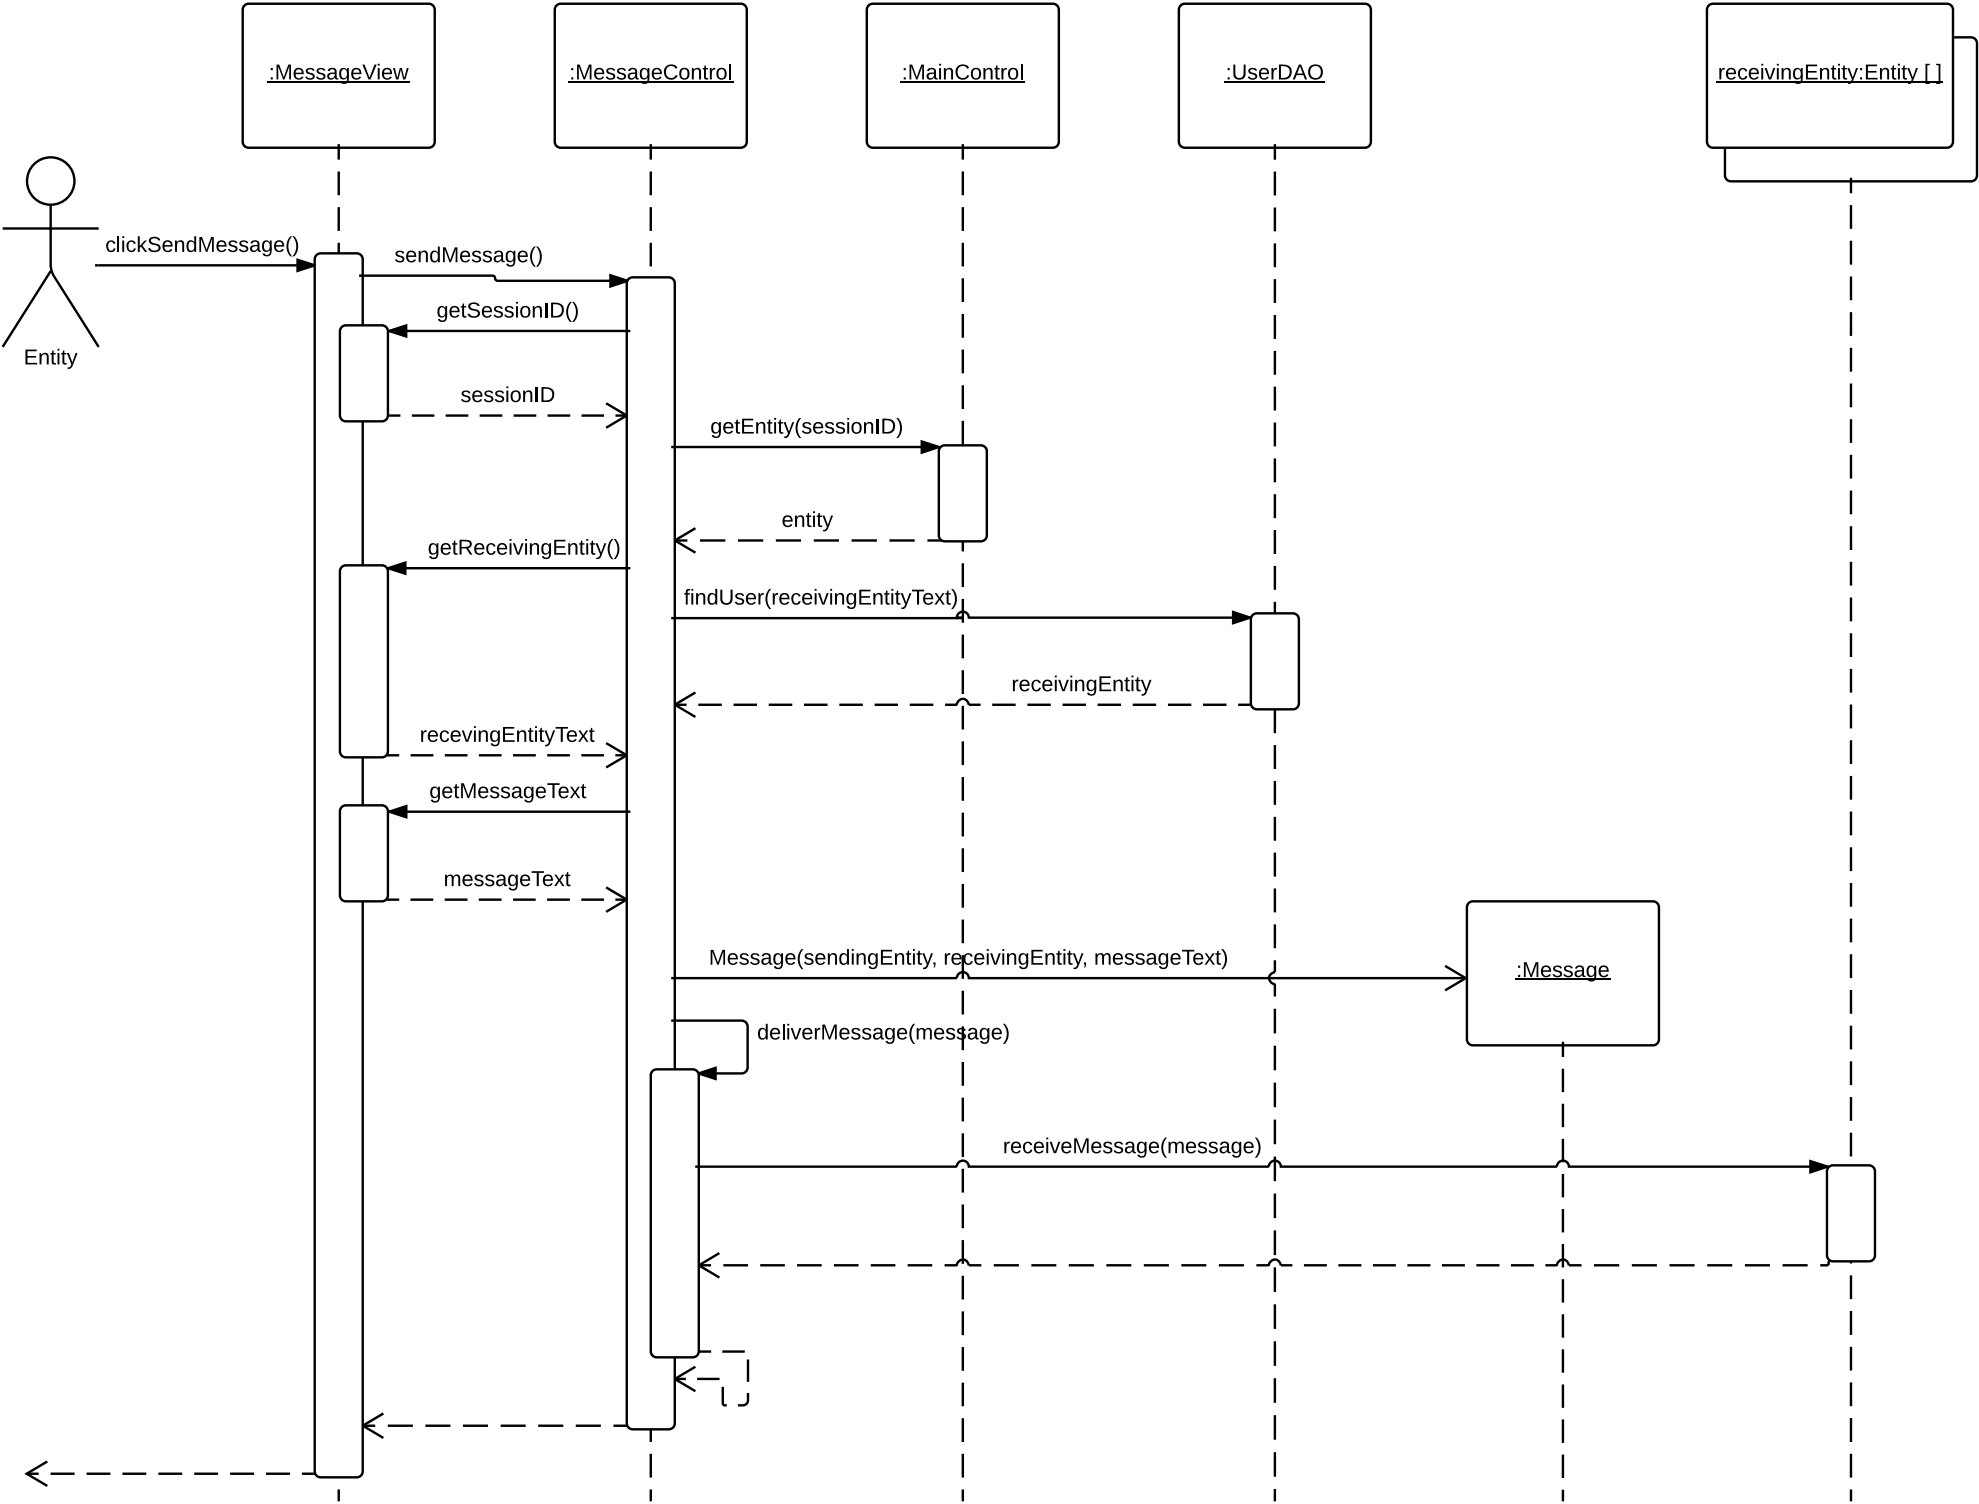 :MessageView
:MessageControl
:MainControl
:UserDAO
receivingEntity:Entity [ ]
clickSendMessage()
sendMessage()
getSessionID()
Entity
sessionID
getEntity(sessionID)
entity
getReceivingEntity()
findUser(receivingEntityText)
receivingEntity
recevingEntityText
getMessageText
messageText
Message(sendingEntity, receivingEntity, messageText)
:Message
deliverMessage(message)
receiveMessage(message)